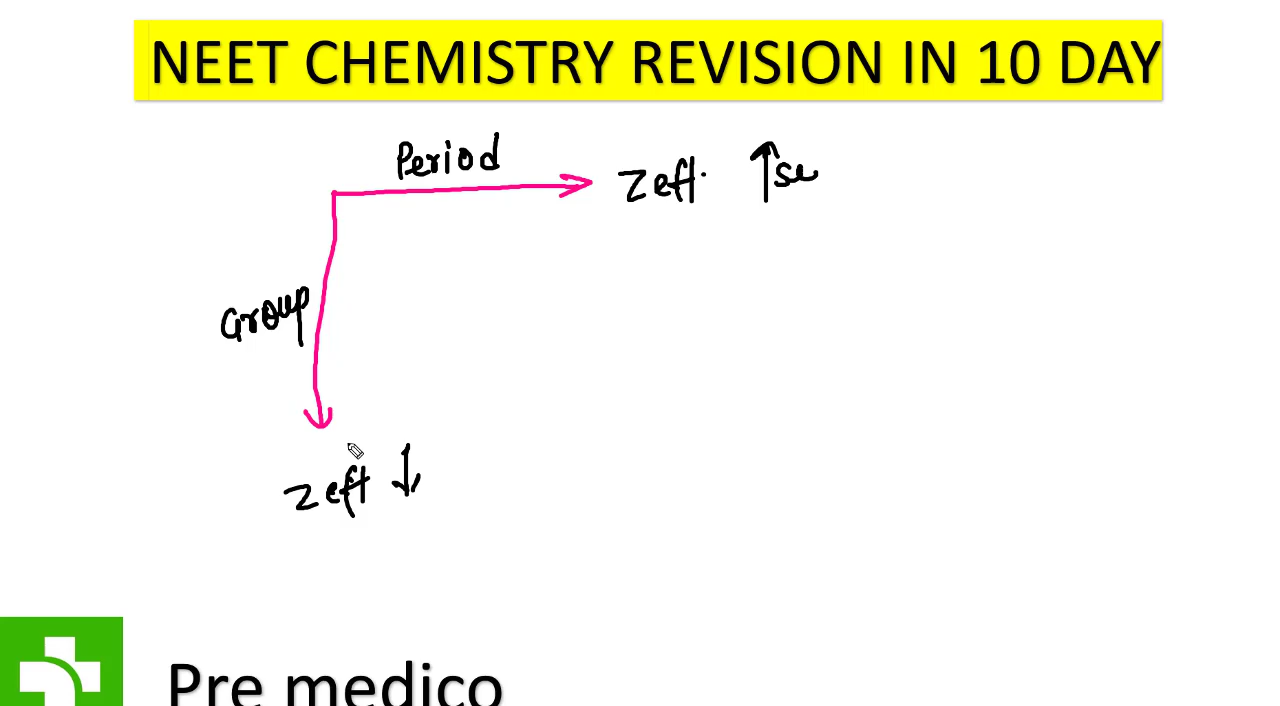 NEET CHEMISTRY REVISION IN 10 DAY
Period
Zeff. ↑se
Group
Zeff ↓
Pre medico